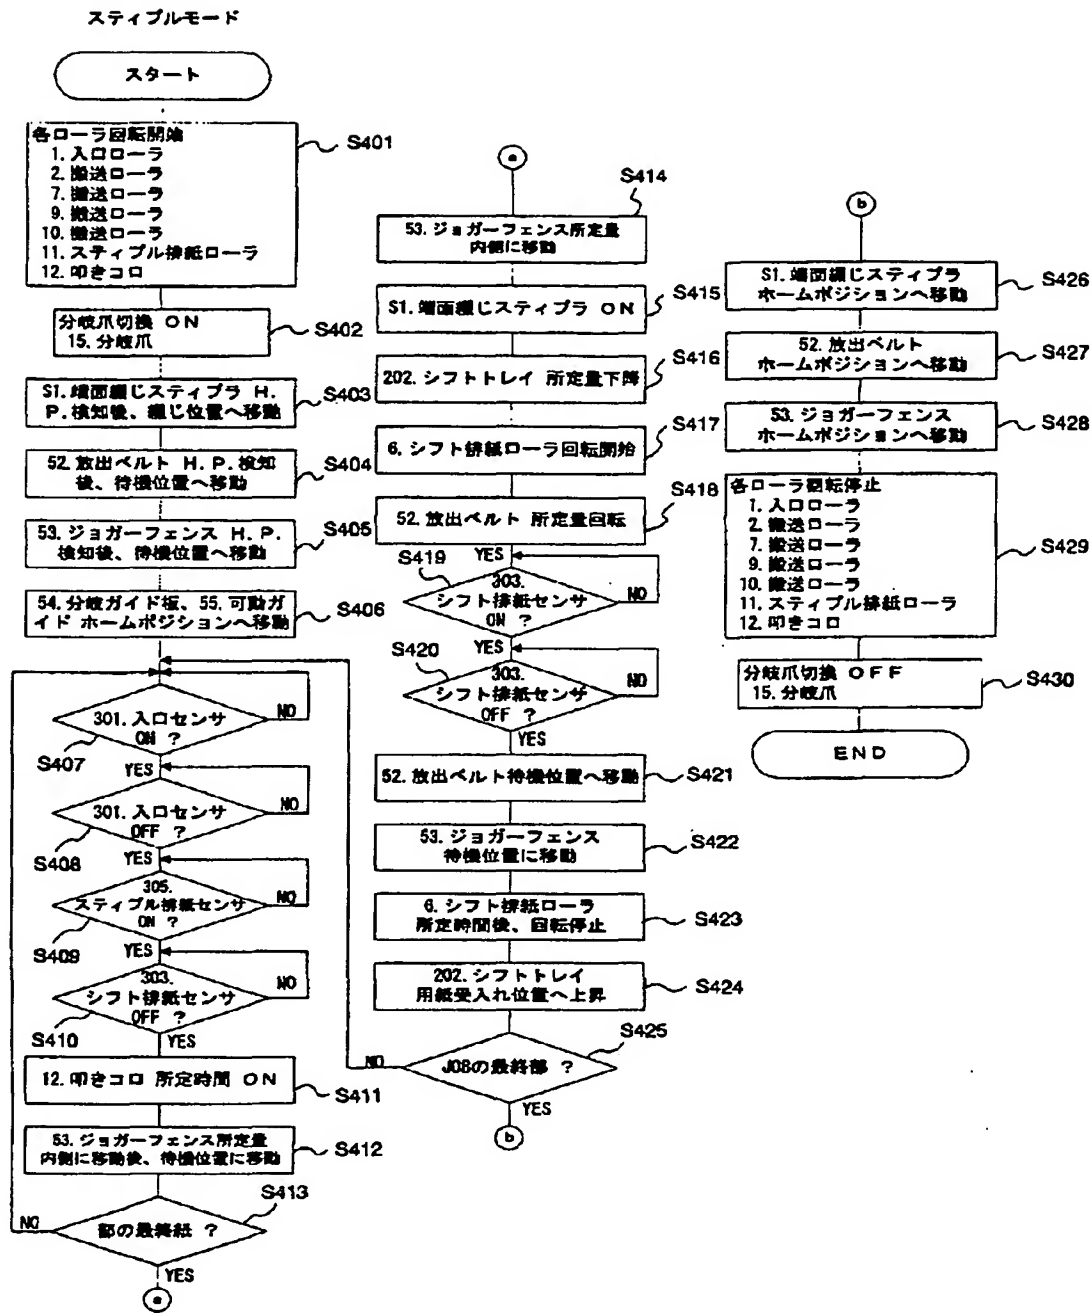 スティプルモード
スタート
各ローラ回転開始
1. 入口ローラ
2. 搬送ローラ
7. 搬送ローラ
9. 搬送ローラ
10. 搬送ローラ
11. スティプル排紙ローラ
12. 叩きコロ
S401
分岐爪切換 ON
15. 分岐爪
S402
S1. 端面綴じスティプラ H.
P. 検知後、綴じ位置へ移動
S403
52. 放出ベルト H.P. 検知
後、待機位置へ移動
S404
53. ジョガーフェンス H.P.
検知後、待機位置へ移動
S405
54. 分岐ガイド板、55. 可動ガ
イド ホームポジションへ移動
S406
301. 入口センサ
ON ?
NO
S407
YES
301. 入口センサ
OFF ?
NO
S408
YES
305.
スティプル排紙センサ
ON ?
NO
S409
YES
303.
シフト排紙センサ
OFF ?
NO
S410
YES
12. 叩きコロ 所定時間 ON
S411
53. ジョガーフェンス所定量
内側に移動後、待機位置に移動
S412
部の最終紙 ?
S413
NO
YES
a
a
S414
53. ジョガーフェンス所定量
内側に移動
S1. 端面綴じスティプラ ON
S415
202. シフトトレイ 所定量下降
S416
6. シフト排紙ローラ回転開始
S417
52. 放出ベルト 所定量回転
S418
YES
S419
303.
シフト排紙センサ
ON ?
NO
YES
S420
303.
シフト排紙センサ
OFF ?
NO
YES
52. 放出ベルト待機位置へ移動
S421
53. ジョガーフェンス
待機位置に移動
S422
6. シフト排紙ローラ
所定時間後、回転停止
S423
202. シフトトレイ
用紙受入れ位置へ上昇
S424
JOBの最終部 ?
S425
NO
YES
b
b
S1. 端面綴じスティプラ
ホームポジションへ移動
S426
52. 放出ベルト
ホームポジションへ移動
S427
53. ジョガーフェンス
ホームポジションへ移動
S428
各ローラ回転停止
1. 入口ローラ
2. 搬送ローラ
7. 搬送ローラ
9. 搬送ローラ
10. 搬送ローラ
11. スティプル排紙ローラ
12. 叩きコロ
S429
分岐爪切換 OFF
15. 分岐爪
S430
END